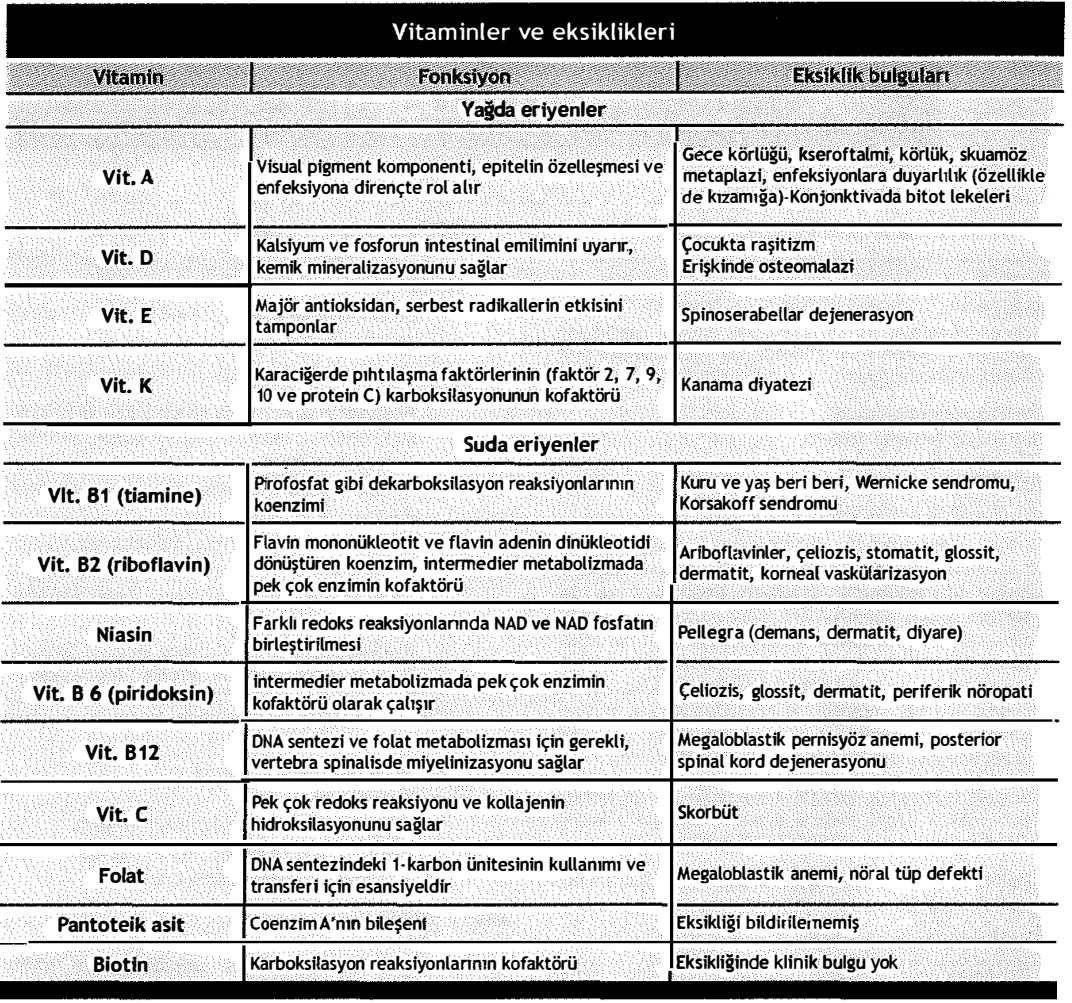 Vitaminler ve eksiklikleri
Vitamin
Fonksiyon
Eksiklik bulguları
Yağda eriyenler
Vit. A
Visual pigment komponenti, epitelin özelleşmesi ve
enfeksiyona dirençte rol alır
Gece körlüğü, kseroftalmi, körlük, skuamöz
metaplazi, enfeksiyonlara duyarlılık (özellikle
de kızamığa)-Konjonktivada bitot lekeleri
Vit. D
Kalsiyum ve fosforun intestinal emilimini uyarır,
kemik mineralizasyonunu sağlar
Çocukta raşitizm
Erişkinde osteomalazi
Vit. E
Majör antioksidan, serbest radikallerin etkisini
tamponlar
Spinoserabellar dejenerasyon
Vit. K
Karaciğerde pıhtılaşma faktörlerinin (faktör 2, 7, 9,
10 ve protein C) karboksilasyonunun kofaktörü
Kanama diyatezi
Suda eriyenler
Vit. B1 (tiamine)
Pirofosfat gibi dekarboksilasyon reaksiyonlarının
koenzimi
Kuru ve yaş beri beri, Wernicke sendromu,
Korsakoff sendromu
Vit. B2 (riboflavin)
Flavin mononükleotit ve flavin adenin dinükleotidi
dönüştüren koenzim, intermedier metabolizmada
pek çok enzimin kofaktörü
Ariboflavinler, çeliozis, stomatit, glossit,
dermatit, korneal vaskülarizasyon
Niasin
Farklı redoks reaksiyonlarında NAD ve NAD fosfatın
birleştirilmesi
Pellegra (demans, dermatit, diyare)
Vit. B 6 (piridoksin)
intermedier metabolizmada pek çok enzimin
kofaktörü olarak çalışır
Çeliozis, glossit, dermatit, periferik nöropati
Vit. B12
DNA sentezi ve folat metabolizması için gerekli,
vertebra spinalisde miyelinizasyonu sağlar
Megaloblastik pernisyöz anemi, posterior
spinal kord dejenerasyonu
Vit. C
Pek çok redoks reaksiyonu ve kollajenin
hidroksilasyonunu sağlar
Skorbüt
Folat
DNA sentezindeki 1-karbon ünitesinin kullanımı ve
transferi için esansiyeldir
Megaloblastik anemi, nöral tüp defekti
Pantoteik asit
Coenzim A'nın bileşeni
Eksikliği bildirilememiş
Biotin
Karboksilasyon reaksiyonlarının kofaktörü
Eksikliğinde klinik bulgu yok